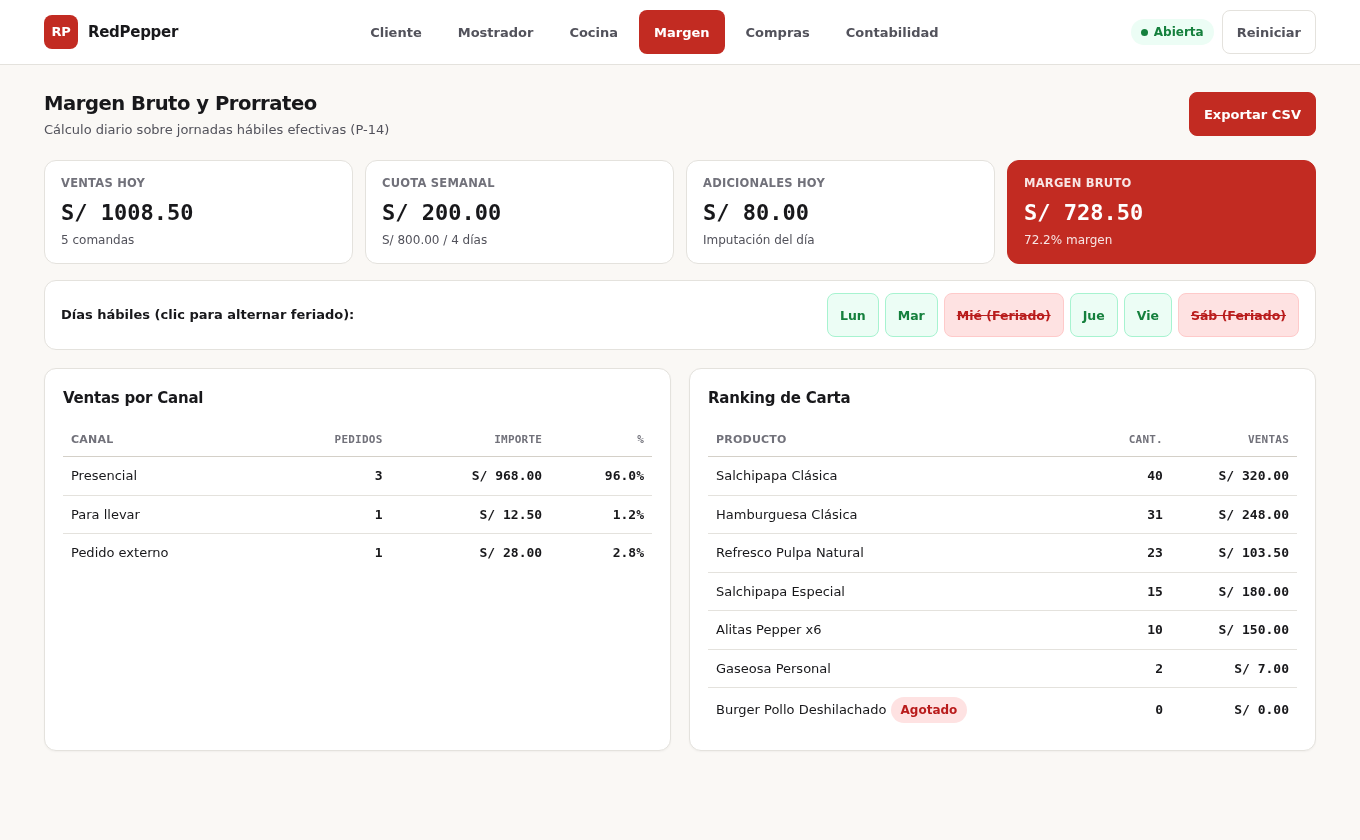 RP RedPepper Cliente Mostrador Cocina Margen Compras Contabilidad Abierta Reiniciar
Margen Bruto y Prorrateo
Cálculo diario sobre jornadas hábiles efectivas (P-14)
Exportar CSV
VENTAS HOY
S/ 1008.50
5 comandas
CUOTA SEMANAL
S/ 200.00
S/ 800.00 / 4 días
ADICIONALES HOY
S/ 80.00
Imputación del día
MARGEN BRUTO
S/ 728.50
72.2% margen
Días hábiles (clic para alternar feriado): Lun Mar Mié (Feriado) Jue Vie Sáb (Feriado)
Ventas por Canal
CANAL PEDIDOS IMPORTE %
Presencial 3 S/ 968.00 96.0%
Para llevar 1 S/ 12.50 1.2%
Pedido externo 1 S/ 28.00 2.8%
Ranking de Carta
PRODUCTO CANT. VENTAS
Salchipapa Clásica 40 S/ 320.00
Hamburguesa Clásica 31 S/ 248.00
Refresco Pulpa Natural 23 S/ 103.50
Salchipapa Especial 15 S/ 180.00
Alitas Pepper x6 10 S/ 150.00
Gaseosa Personal 2 S/ 7.00
Burger Pollo Deshilachado Agotado 0 S/ 0.00